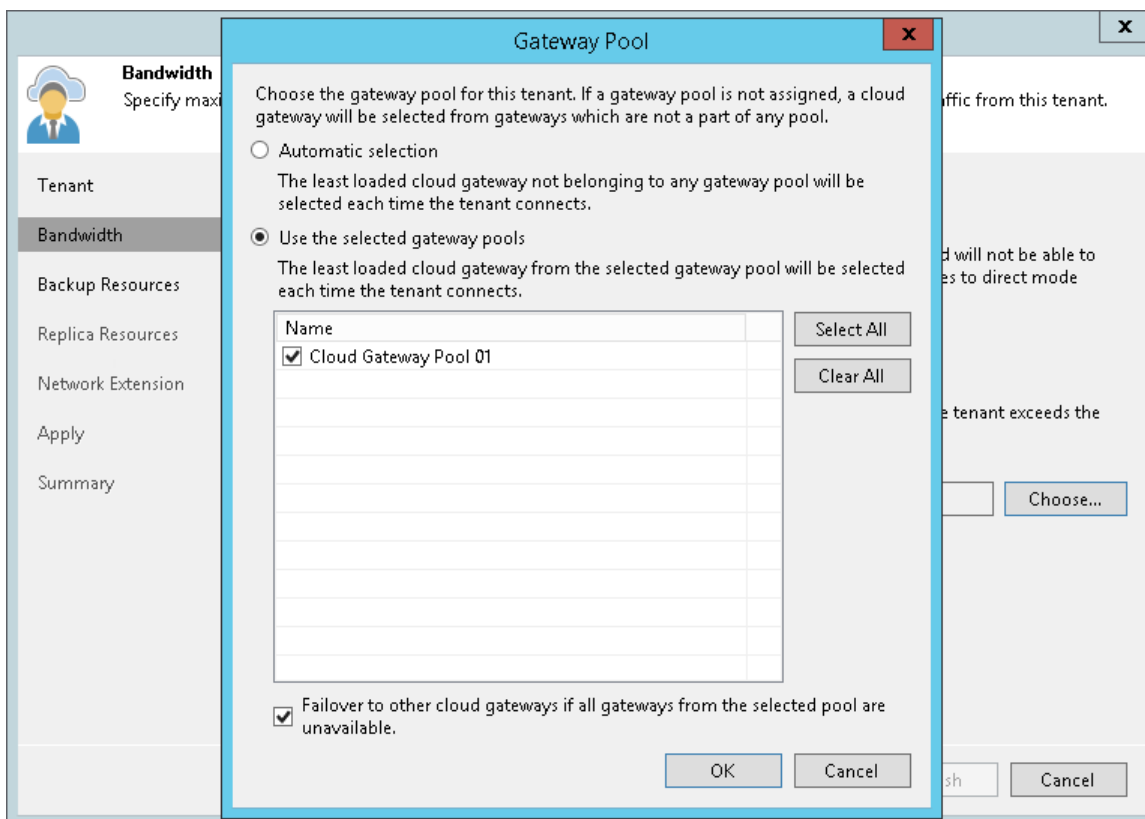 Gateway Pool
x
x
Bandwidth
Specify maxi
ffic from this tenant.
Tenant
Bandwidth
Backup Resources
Replica Resources
Network Extension
Apply
Summary
Choose the gateway pool for this tenant. If a gateway pool is not assigned, a cloud
gateway will be selected from gateways which are not a part of any pool.
Automatic selection
The least loaded cloud gateway not belonging to any gateway pool will be
selected each time the tenant connects.
Use the selected gateway pools
The least loaded cloud gateway from the selected gateway pool will be selected
each time the tenant connects.
Name
Cloud Gateway Pool 01
Select All
Clear All
Failover to other cloud gateways if all gateways from the selected pool are
unavailable.
OK
Cancel
d will not be able to
es to direct mode
e tenant exceeds the
Choose...
sh
Cancel